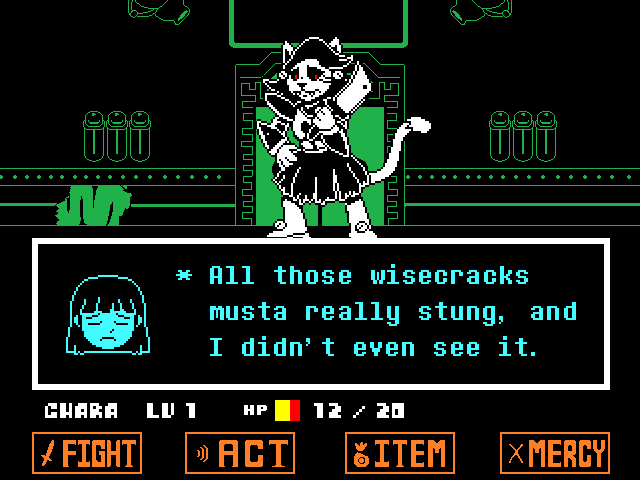 * All those wisecracks
musta really stung, and
I didn't even see it.
CHARA LV 1 HP 12 / 20
FIGHT ACT ITEM MERCY